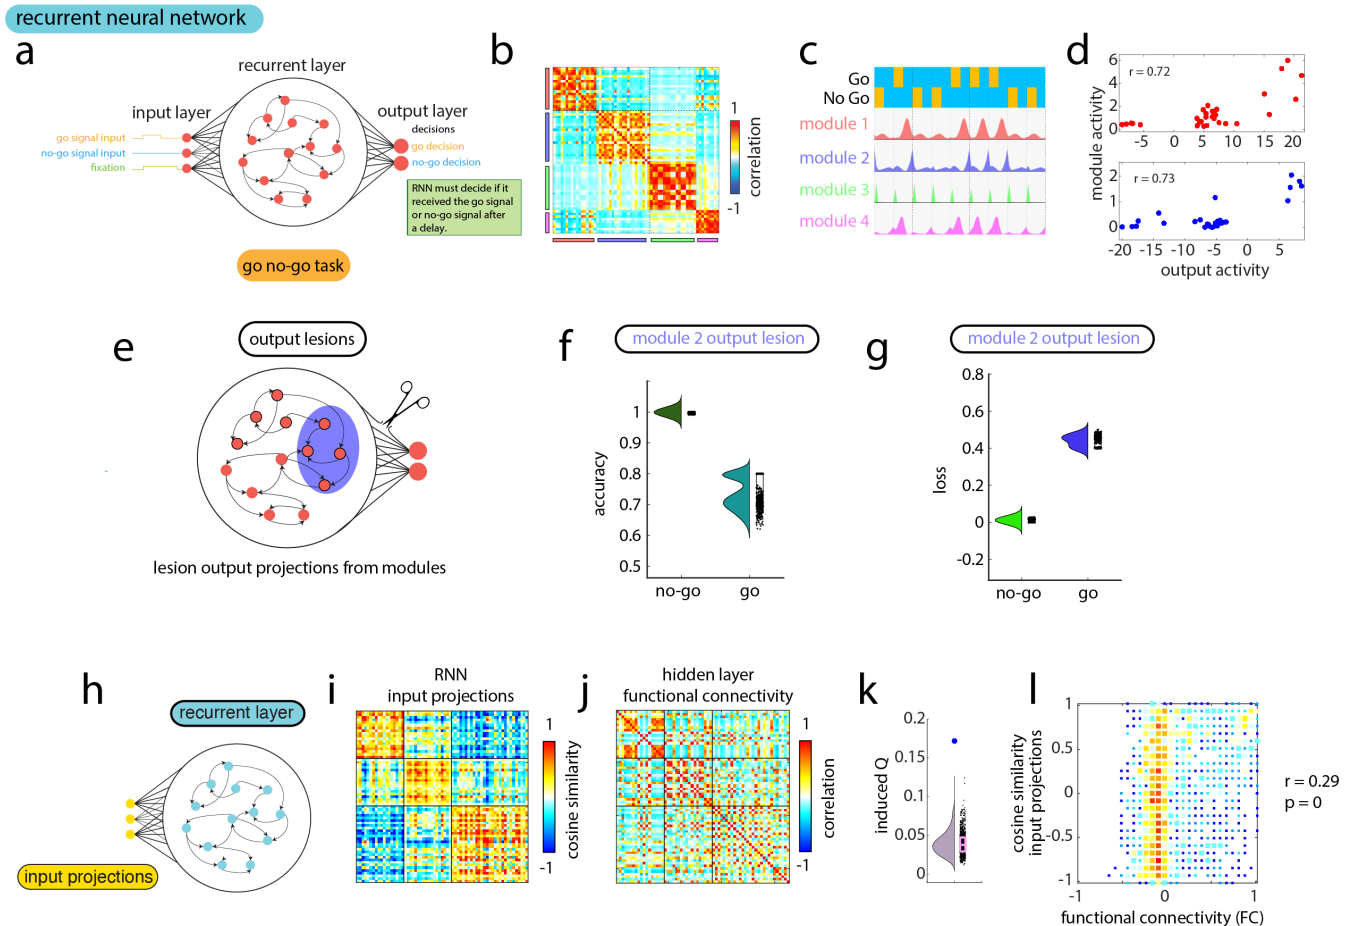 recurrent neural network
a
recurrent layer
input layer
output layer
go signal input
no-go signal input
fixation
decisions
go decision
no-go decision
RNN must decide if it
received the go signal
or no-go signal after
a delay.
go no-go task
b
1
-1
correlation
c
Go
No Go
module 1
module 2
module 3
module 4
d
module activity
6
4
2
0
r = 0.72
-5
0
5
10
15
20
2
1
0
r = 0.73
-20
-15
-10
-5
0
5
output activity
e
output lesions
lesion output projections from modules
f
module 2 output lesion
accuracy
1
0.9
0.8
0.7
0.6
0.5
no-go
go
g
module 2 output lesion
loss
0.8
0.6
0.4
0.2
0
-0.2
no-go
go
h
recurrent layer
input projections
i
RNN
input projections
1
-1
cosine similarity
j
hidden layer
functional connectivity
1
-1
correlation
k
induced Q
0.2
0.15
0.1
0.05
0
l
cosine similarity
input projections
1
0.5
0
-0.5
-1
-1
0
1
functional connectivity (FC)
r = 0.29
p = 0